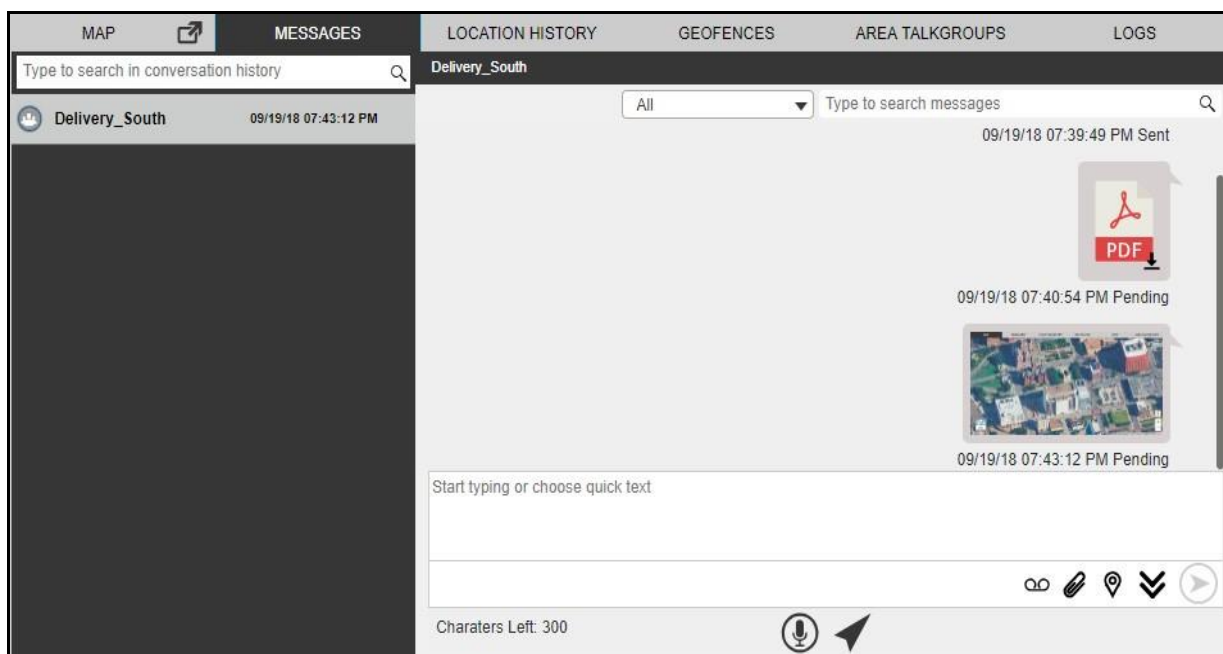 MAP MESSAGES LOCATION HISTORY GEOFENCES AREA TALKGROUPS LOGS
Type to search in conversation history
Delivery_South 09/19/18 07:43:12 PM
Delivery_South
All Type to search messages
09/19/18 07:39:49 PM Sent
PDF
09/19/18 07:40:54 PM Pending
09/19/18 07:43:12 PM Pending
Start typing or choose quick text
Charaters Left: 300